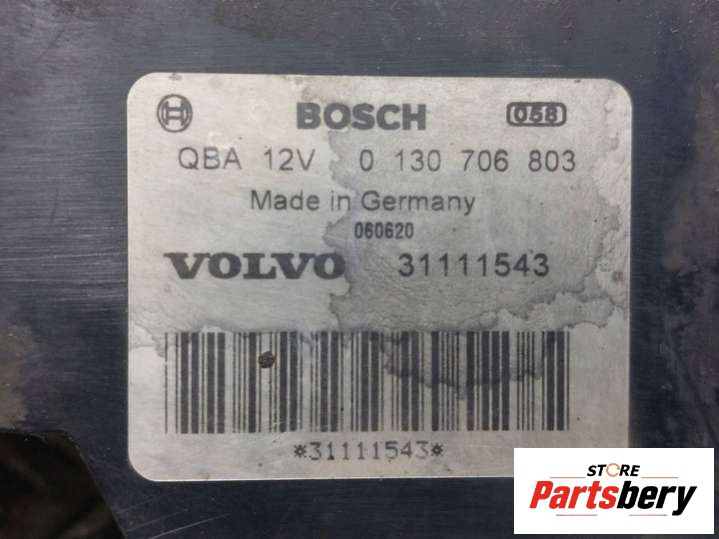 BOSCH 058
QBA 12V 0 130 706 803
Made in Germany
060620
VOLVO 31111543
*31111543*
STORE
Partsbery